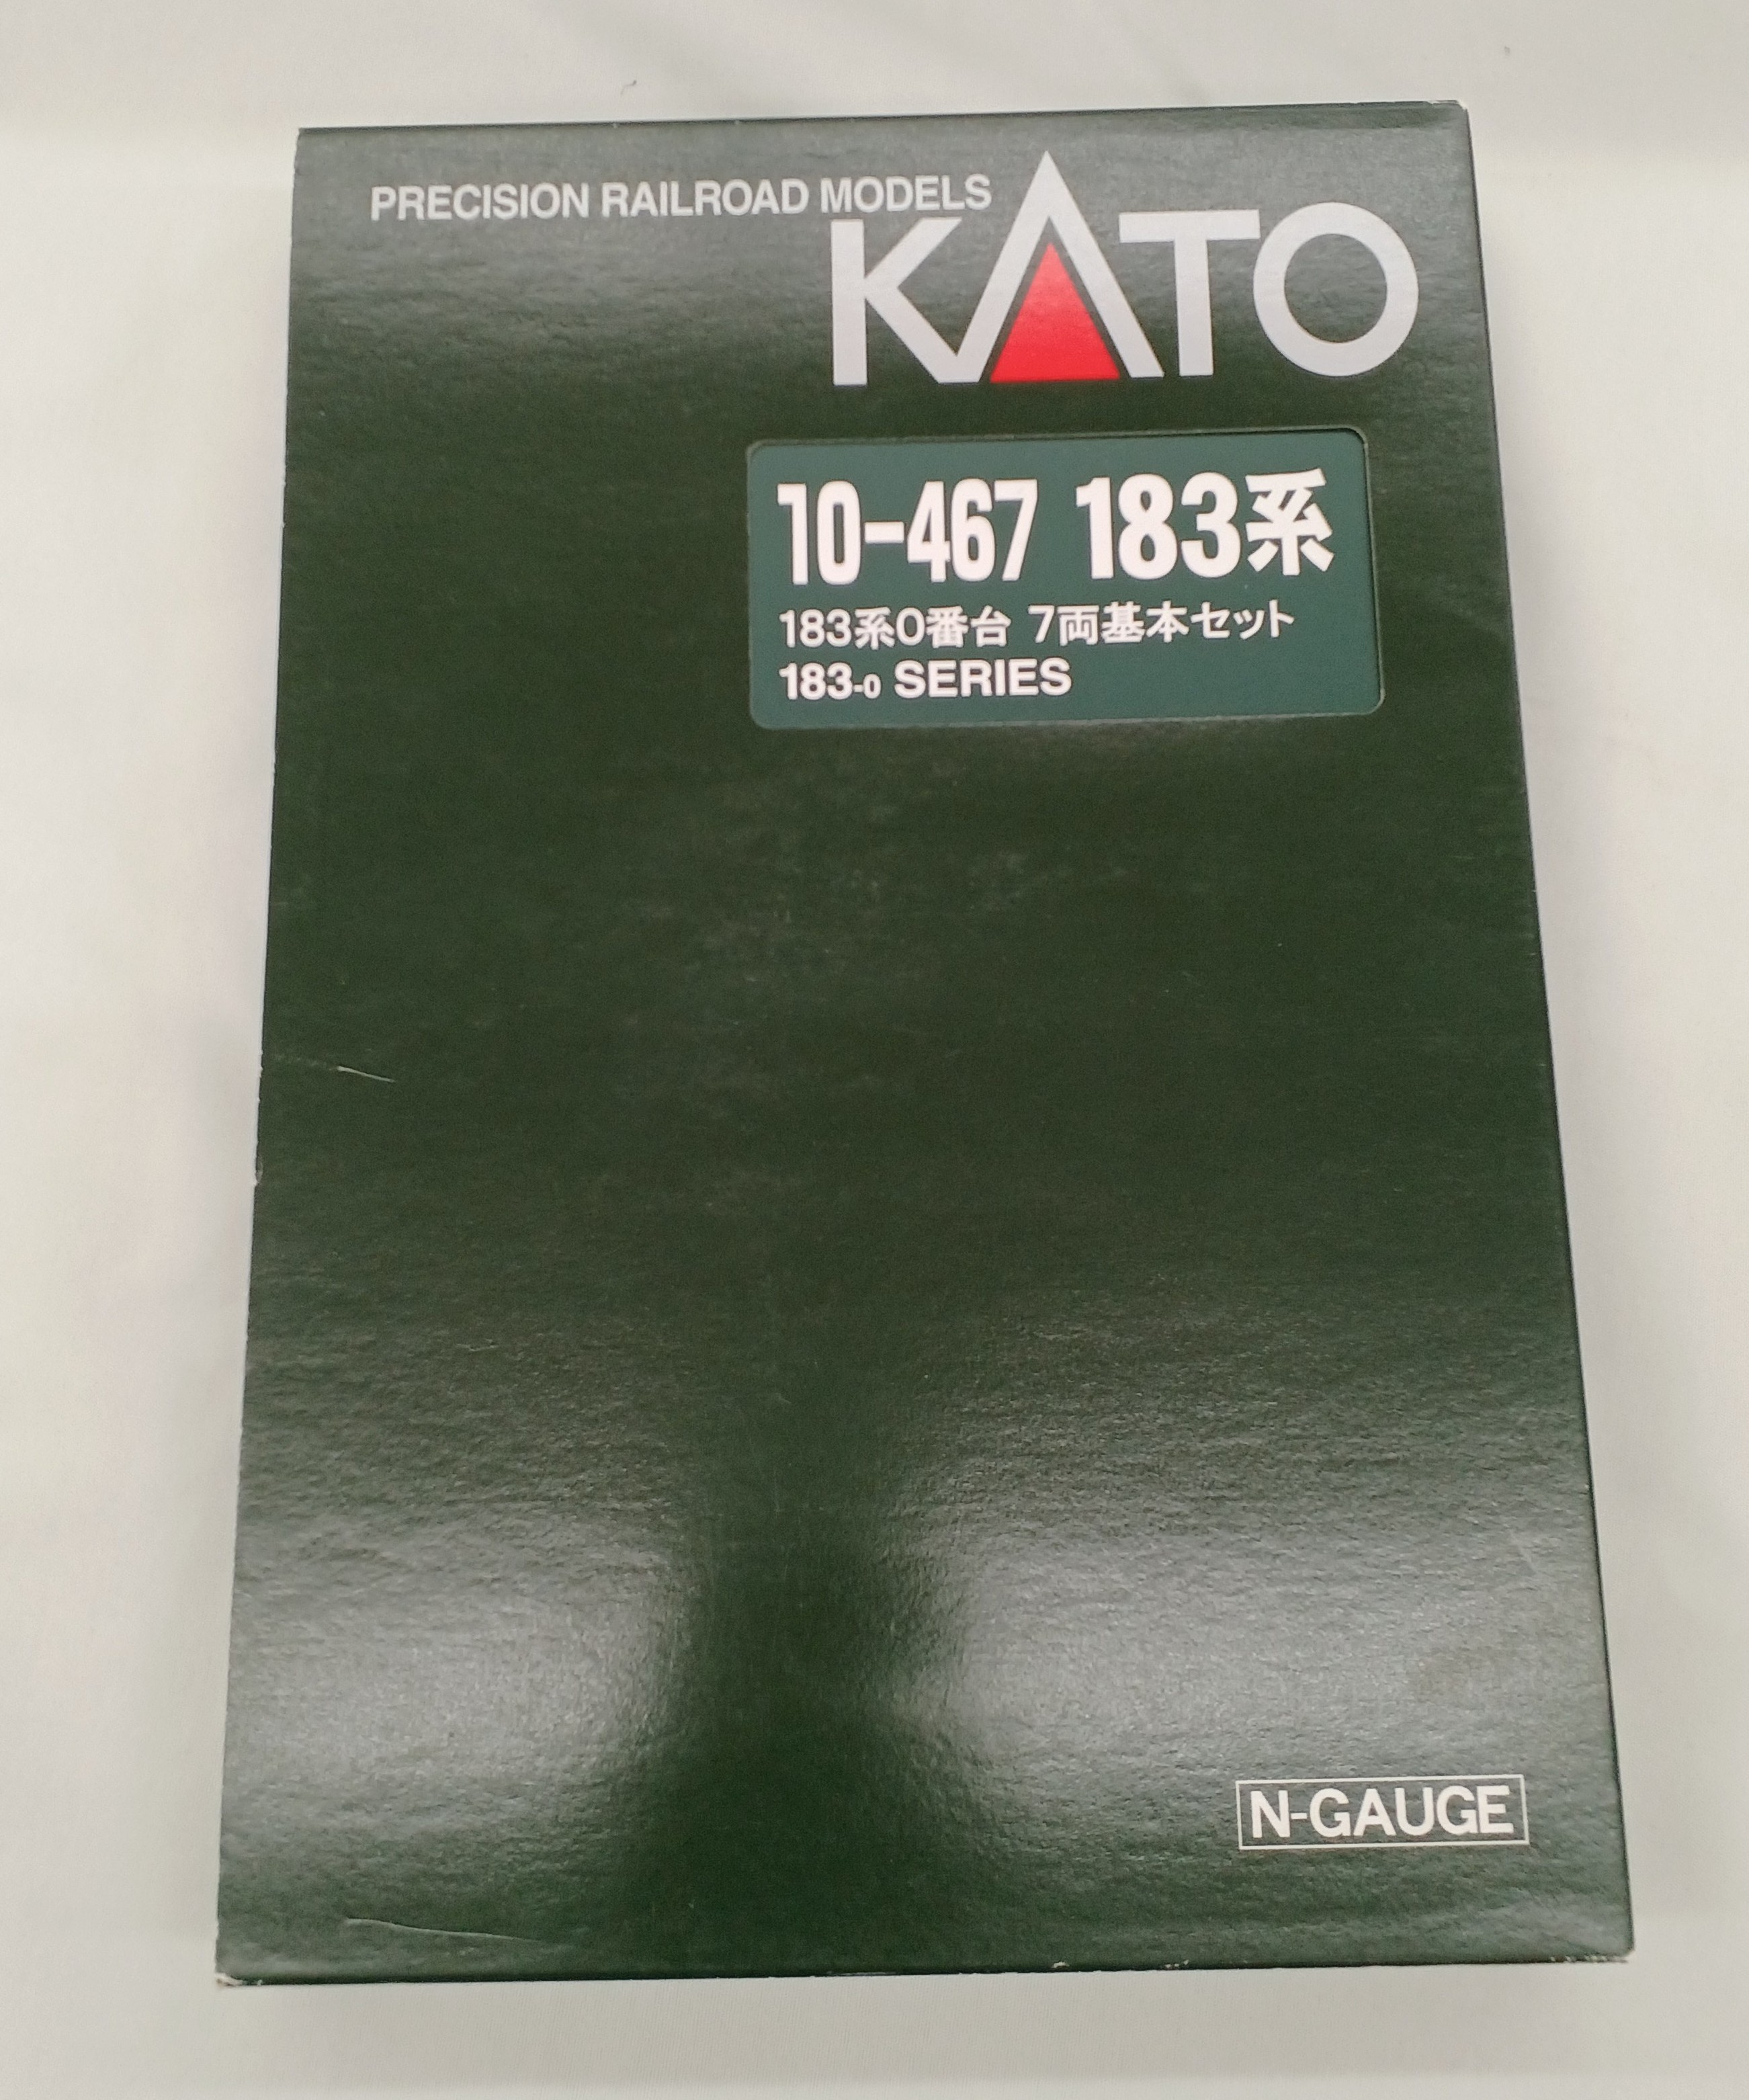 PRECISION RAILROAD MODELS
KATO
10-467 183系
183系0番台 7両基本セット
183-0 SERIES
N-GAUGE